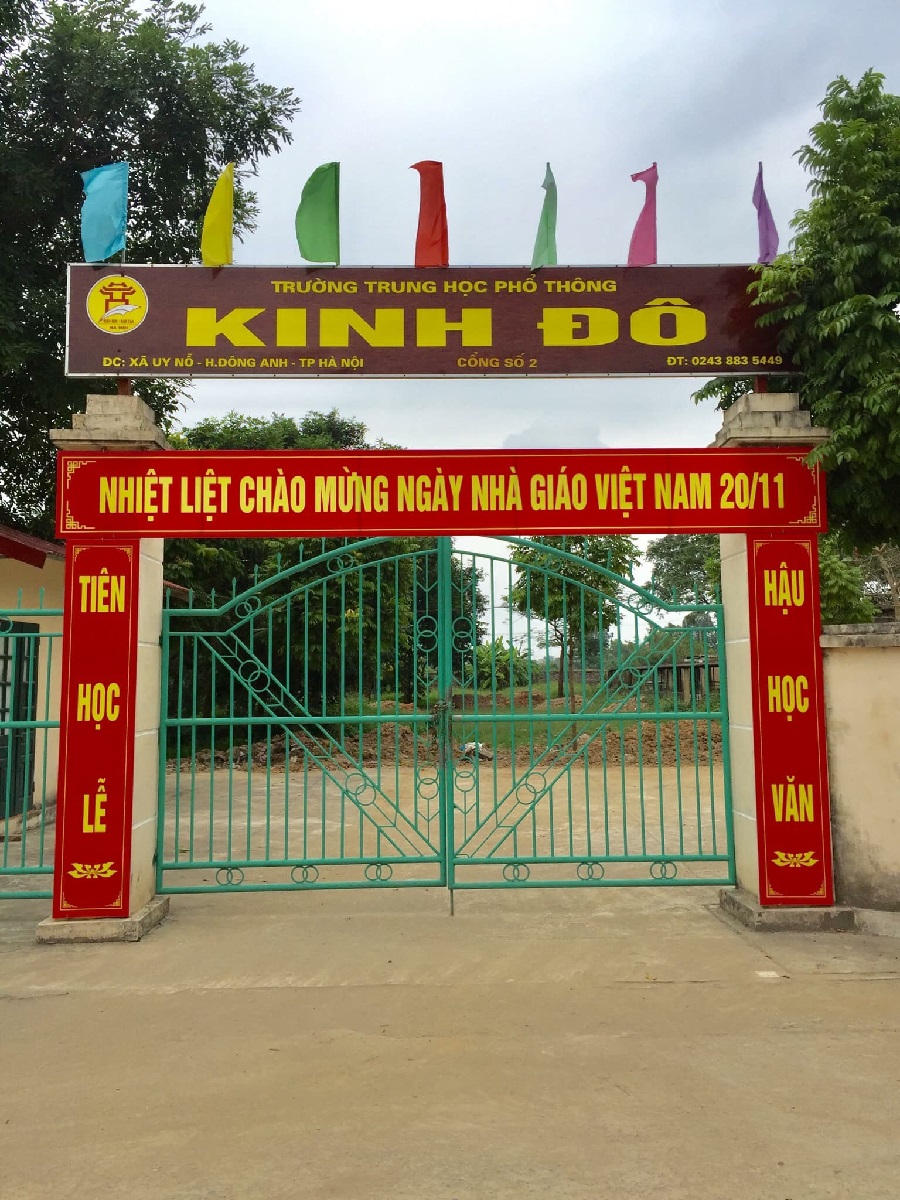 TRƯỜNG TRUNG HỌC PHỔ THÔNG
KINH ĐÔ
ĐC: XÃ UY NỖ - H.ĐÔNG ANH - TP HÀ NỘI CỔNG SỐ 2 ĐT: 0243 883 5449
NHIỆT LIỆT CHÀO MỪNG NGÀY NHÀ GIÁO VIỆT NAM 20/11
TIÊN
HỌC
LỄ
HẬU
HỌC
VĂN